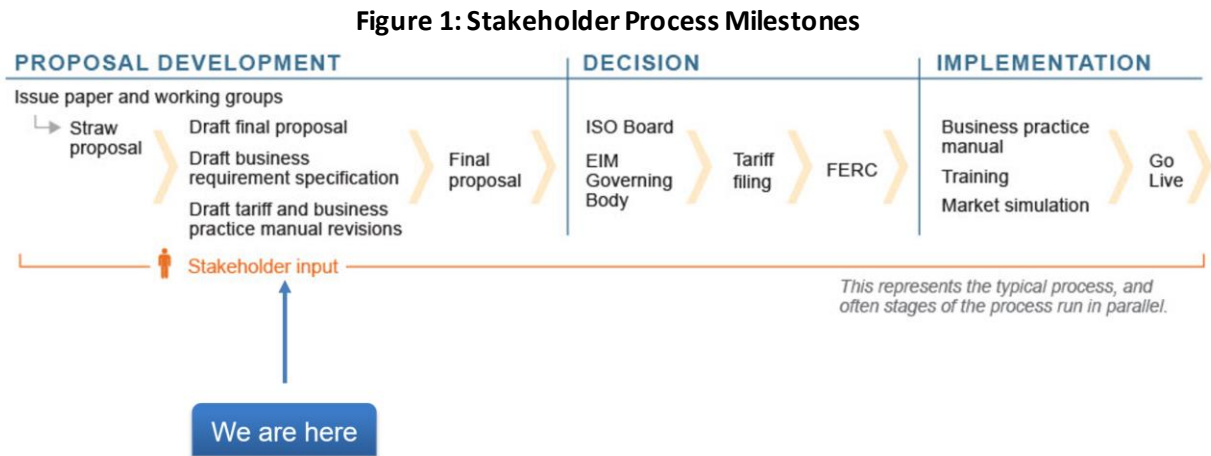 Figure 1: Stakeholder Process Milestones
PROPOSAL DEVELOPMENT
Issue paper and working groups
Straw
proposal
Draft final proposal
Draft business
requirement specification
Draft tariff and business
practice manual revisions
Final
proposal
DECISION
ISO Board
EIM
Governing
Body
Tariff
filing
FERC
IMPLEMENTATION
Business practice
manual
Training
Market simulation
Go
Live
Stakeholder input
This represents the typical process, and
often stages of the process run in parallel.
We are here